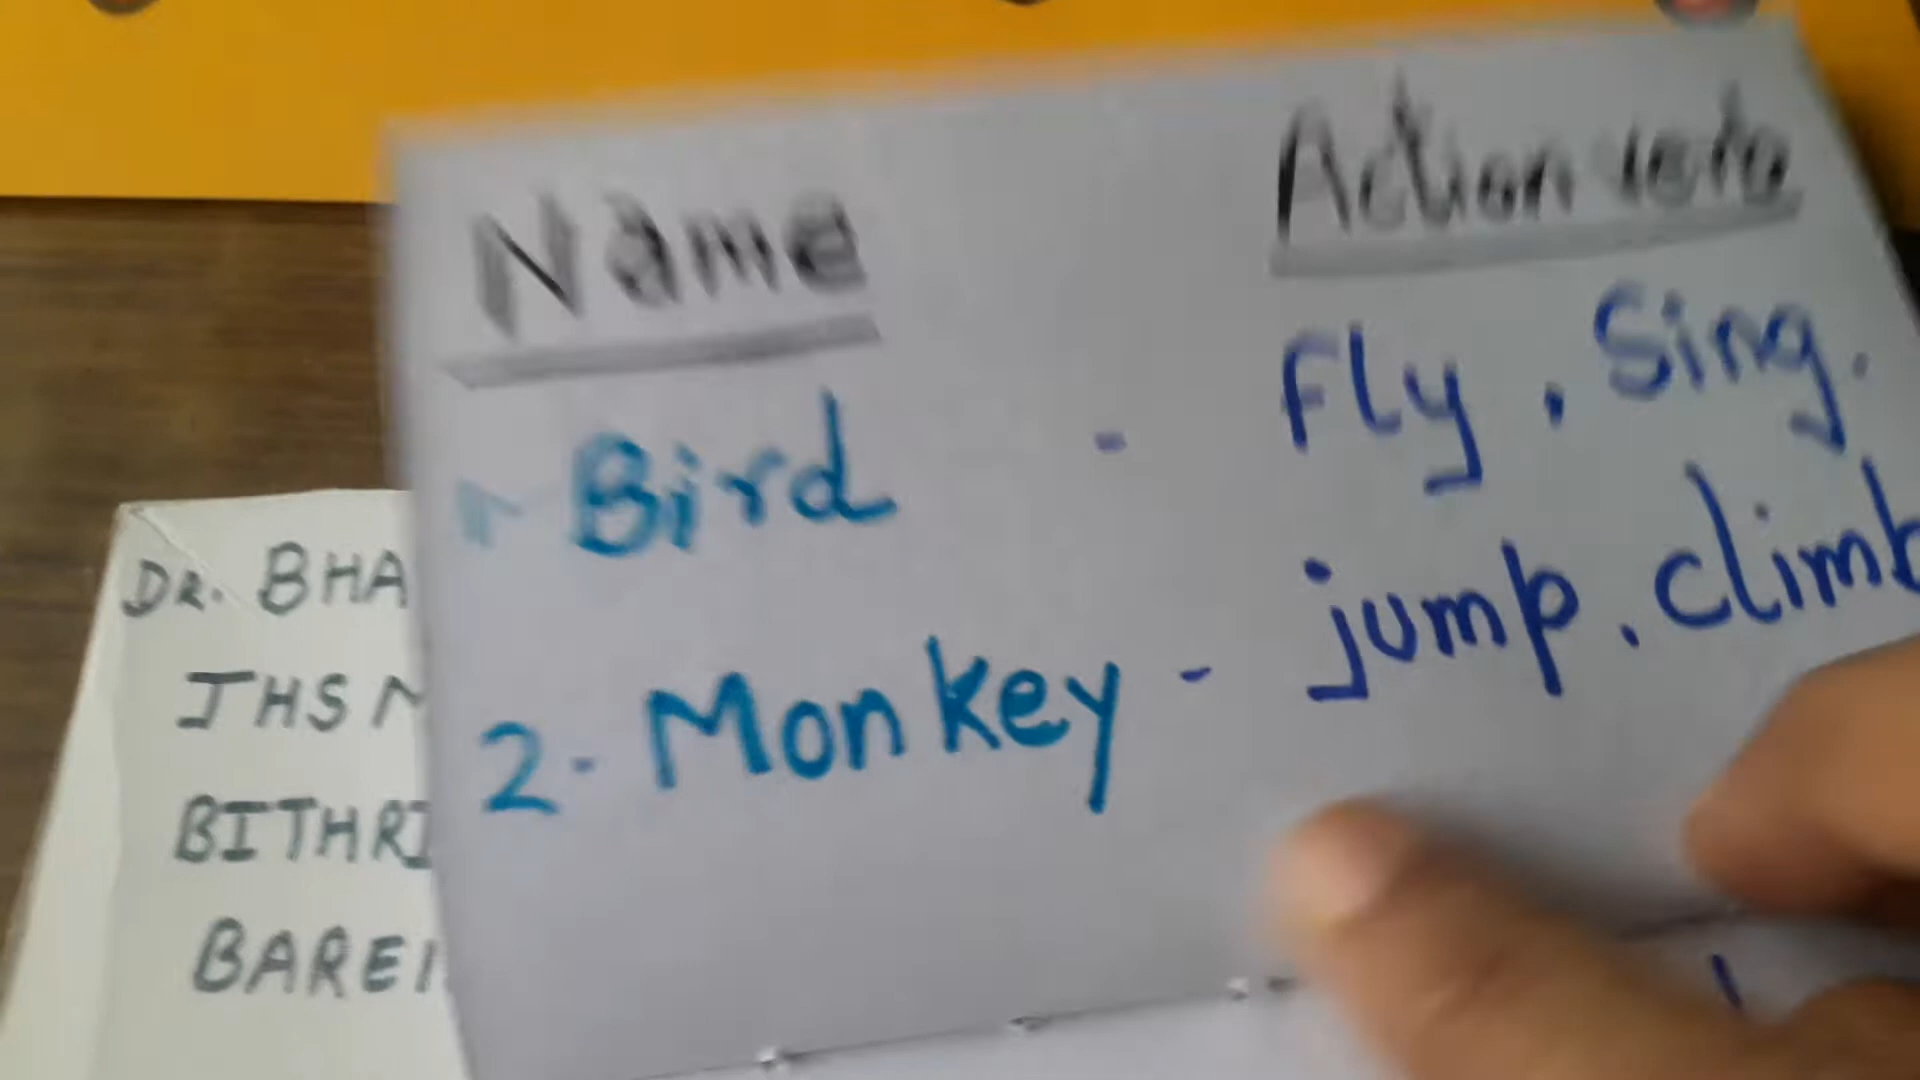 Name Action
Bird - Fly, Sing.
2. Monkey - jump, climb
DR. BHA
JHS
BITHRI
BAREI